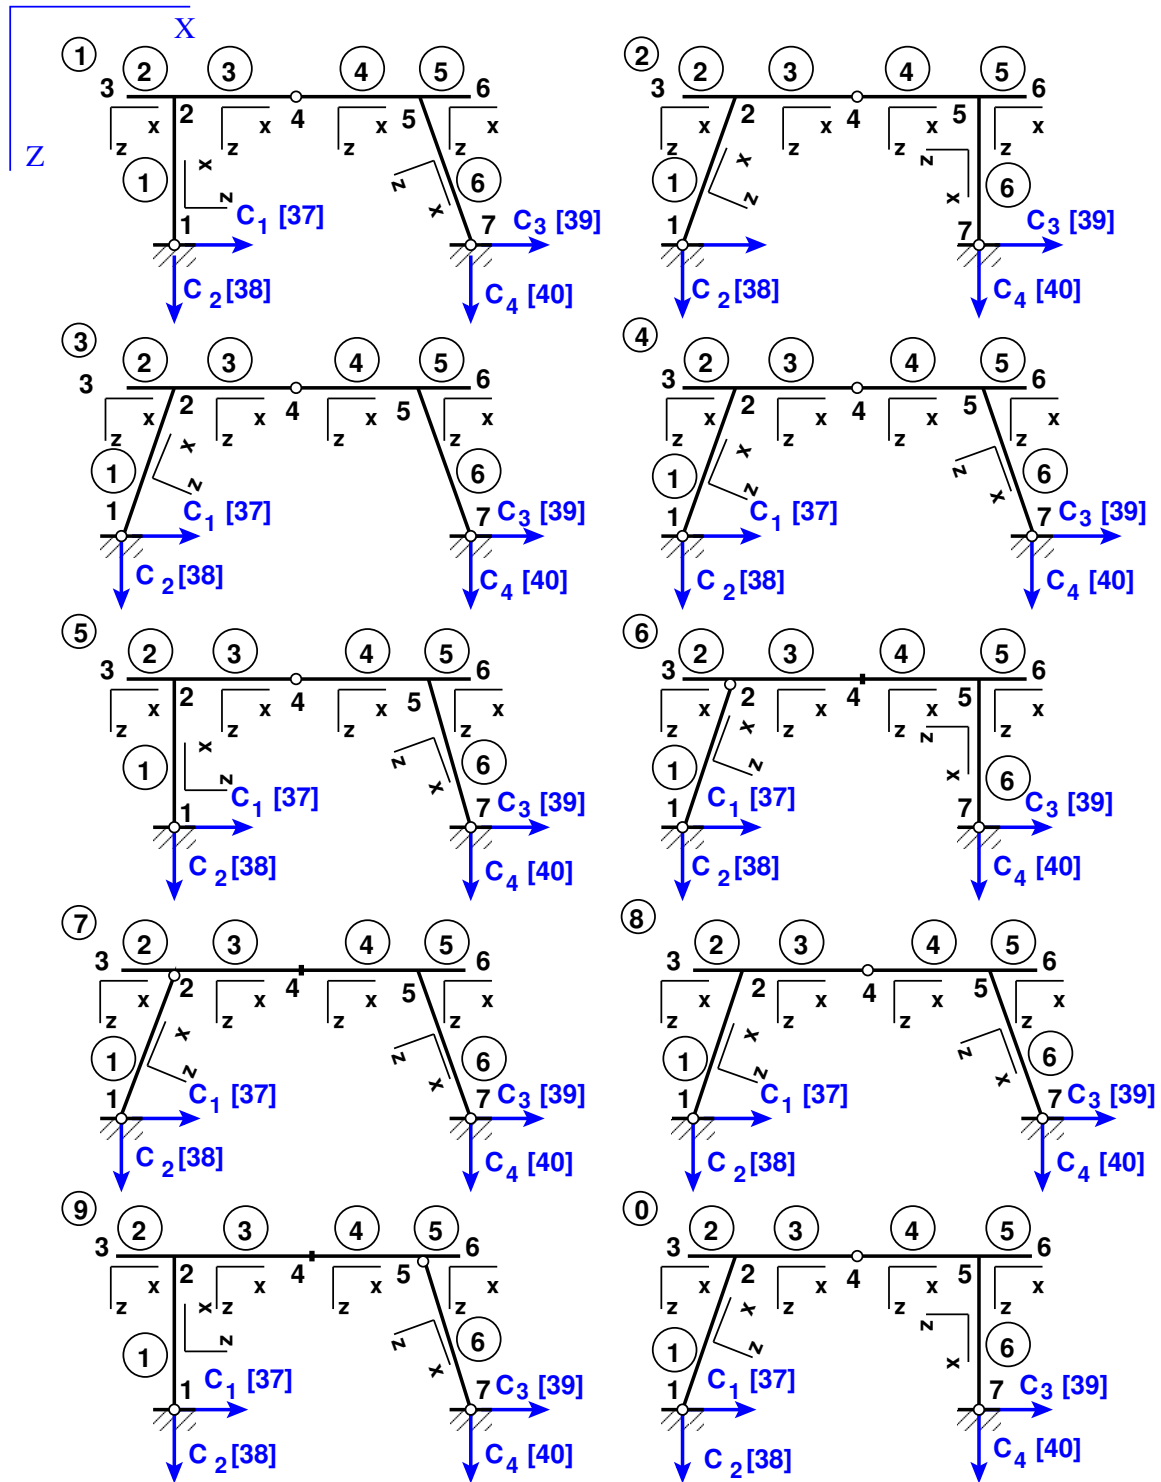 X
Z
1
3 2 3 4 5 6
2 4 5
x x x x
z z z z
x z
z x
1 6
1 C1 [37]
7 C3 [39]
C2 [38]
C4 [40]
2
3 2 3 4 5 6
2 4 5
x x x x
z z z z
x z
z x
1 6
1 7 C3 [39]
C2 [38]
C4 [40]
3
3 2 3 4 5 6
2 4 5
x x x
z z z
x z
1 6
1 C1 [37]
7 C3 [39]
C2 [38]
C4 [40]
4
3 2 3 4 5 6
2 4 5
x x x x
z z z z
x z
z x
1 6
1 C1 [37]
7 C3 [39]
C2 [38]
C4 [40]
5
3 2 3 4 5 6
2 4 5
x x x x
z z z z
x z
z x
1 6
1 C1 [37]
7 C3 [39]
C2 [38]
C4 [40]
6
3 2 3 4 5 6
2 4 5
x x x x
z z z z
x z
z x
1 6
1 C1 [37]
7 C3 [39]
C2 [38]
C4 [40]
7
3 2 3 4 5 6
2 4 5
x x x x
z z z z
x z
z x
1 6
1 C1 [37]
7 C3 [39]
C2 [38]
C4 [40]
8
3 2 3 4 5 6
2 4 5
x x x x
z z z z
x z
z x
1 6
1 C1 [37]
7 C3 [39]
C2 [38]
C4 [40]
9
3 2 3 4 5 6
2 4 5
x x x x
z z z z
x z
z x
1 6
1 C1 [37]
7 C3 [39]
C2 [38]
C4 [40]
0
3 2 3 4 5 6
2 4 5
x x x x
z z z z
x z
z x
1 6
1 C1 [37]
7 C3 [39]
C2 [38]
C4 [40]